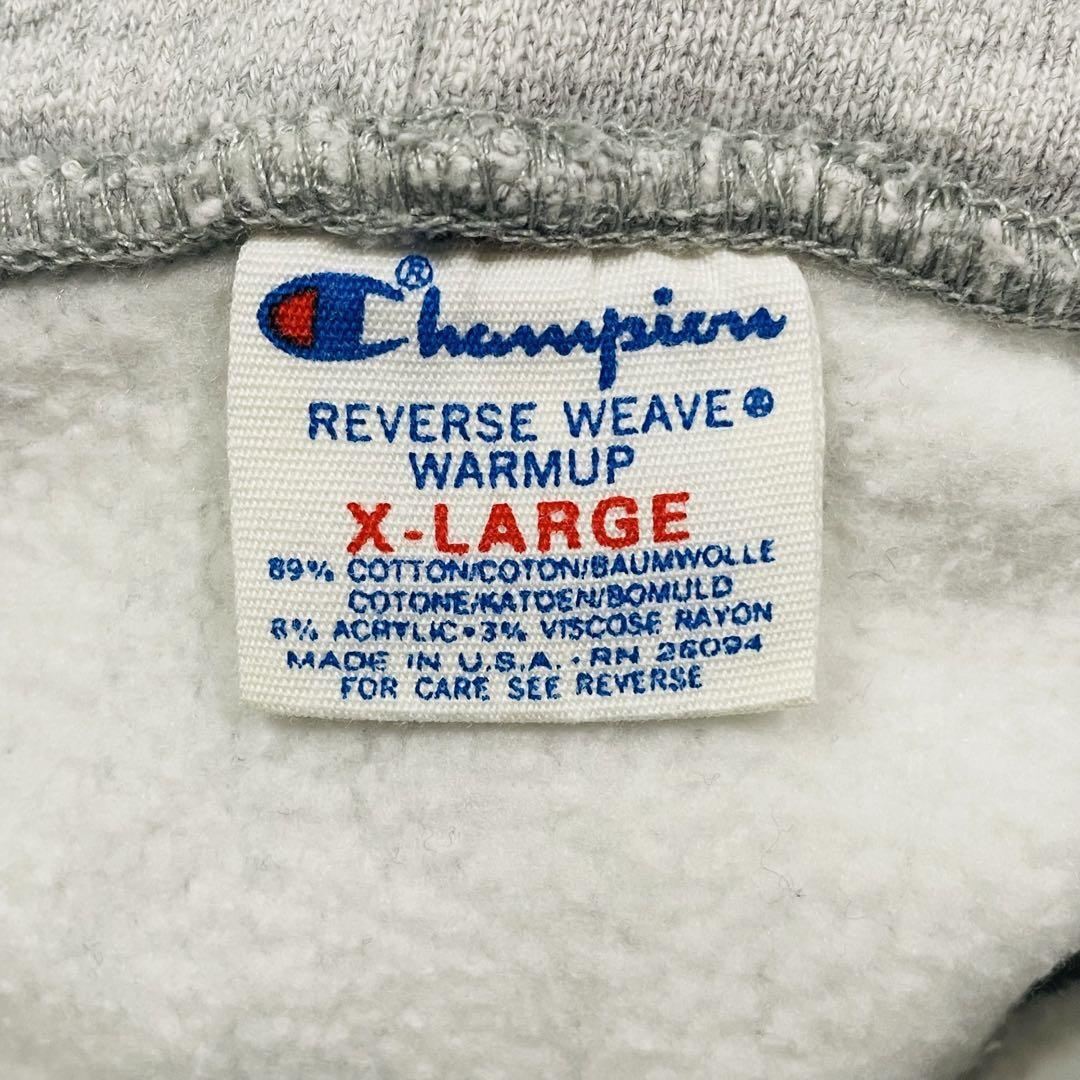 Champion®
REVERSE WEAVE®
WARMUP
X-LARGE
89% COTTON/COTON/BAUMWOLLE
COTONE/KATOEN/BOMULD
8% ACRYLIC • 3% VISCOSE RAYON
MADE IN U.S.A. • RN 26094
FOR CARE SEE REVERSE